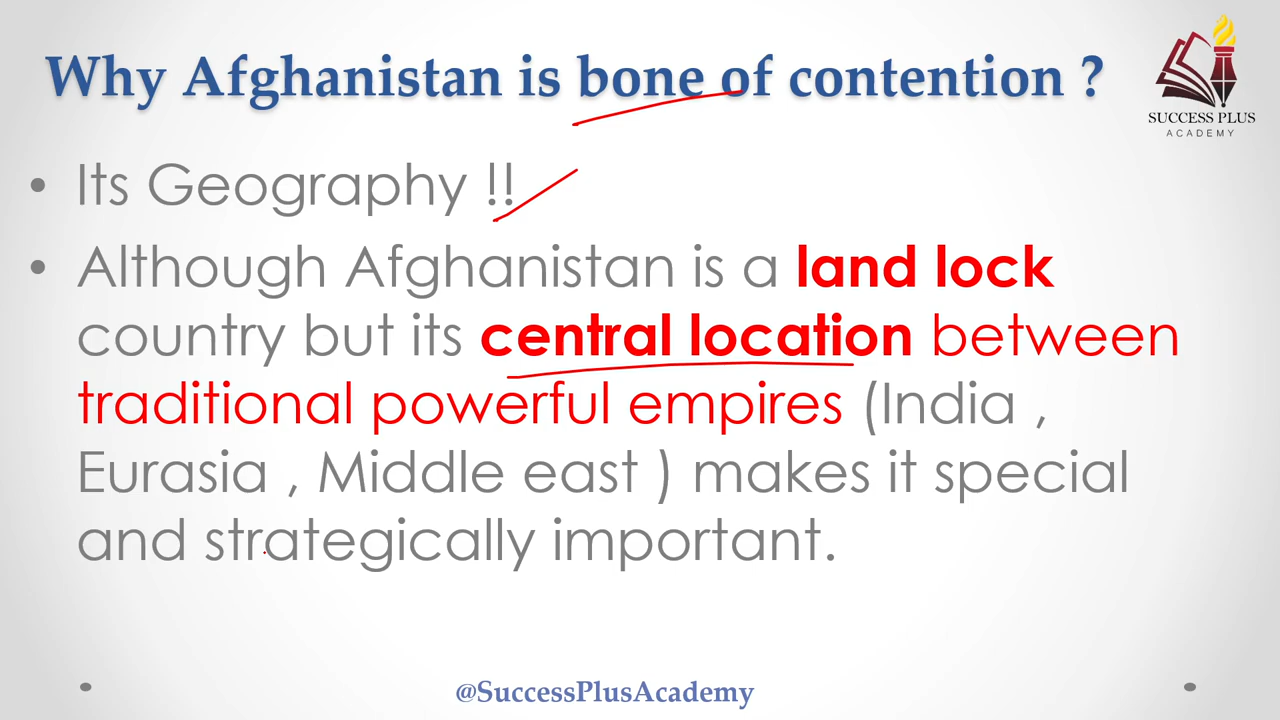 Why Afghanistan is bone of contention ?
SUCCESS PLUS
ACADEMY
• Its Geography !!
• Although Afghanistan is a land lock
country but its central location between
traditional powerful empires (India ,
Eurasia , Middle east ) makes it special
and strategically important.
@SuccessPlusAcademy